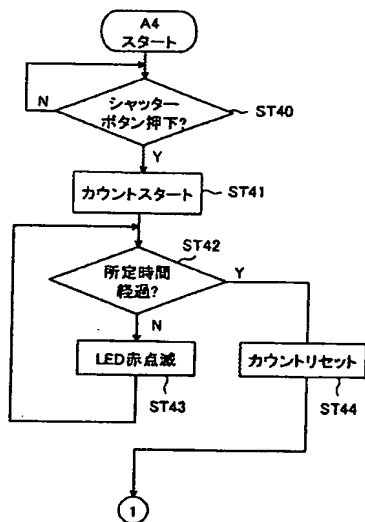 A4
スタート
N
シャッター
ボタン押下?
ST40
Y
カウントスタート
ST41
ST42
所定時間
経過?
Y
N
LED赤点滅
ST43
カウントリセット
ST44
1